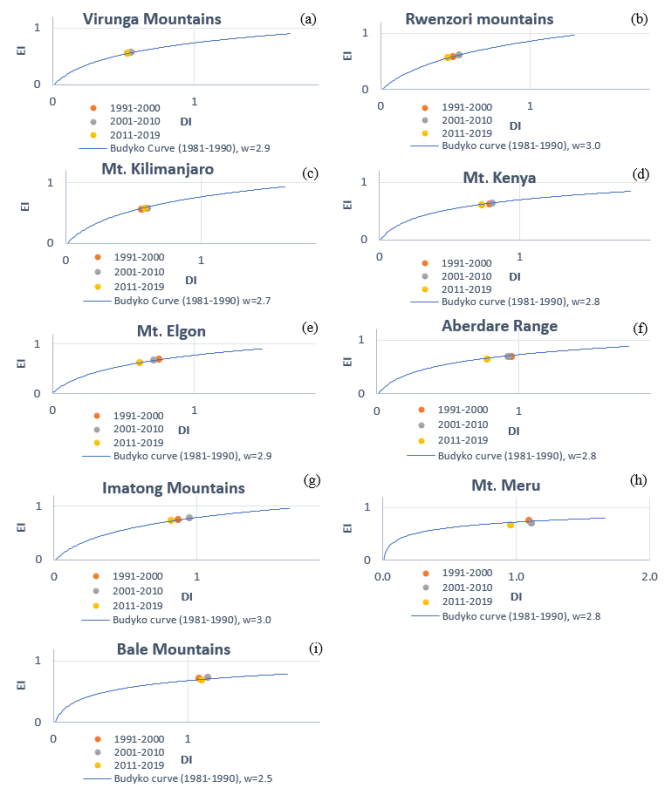 Virunga Mountains
(a)
EI
1
0
0
1
DI
1991-2000
2001-2010
2011-2019
Budyko Curve (1981-1990), w=2.9
Rwenzori mountains
(b)
EI
1
0
0
1
DI
1991-2000
2001-2010
2011-2019
Budyko Curve (1981-1990), w=3.0
Mt. Kilimanjaro
(c)
EI
1
0
0
1
DI
1991-2000
2001-2010
2011-2019
Budyko Curve (1981-1990) w=2.7
Mt. Kenya
(d)
EI
1
0
0
1
DI
1991-2000
2001-2010
2011-2019
Budyko Curve (1981-1990), w=2.8
Mt. Elgon
(e)
EI
1
0
0
1
DI
1991-2000
2001-2010
2011-2019
Budyko curve (1981-1990), w=2.9
Aberdare Range
(f)
EI
1
0
0
1
DI
1991-2000
2001-2010
2011-2019
Budyko curve (1981-1990), w=2.8
Imatong Mountains
(g)
EI
1
0
0
1
DI
1991-2000
2001-2010
2011-2019
Budyko curve (1981-1990), w=3.0
Mt. Meru
(h)
EI
1
0
0.0
1.0
2.0
DI
1991-2000
2001-2010
2011-2019
Budyko curve (1981-1990), w=2.8
Bale Mountains
(i)
EI
1
0
0
1
DI
1991-2000
2001-2010
2011-2019
Budyko curve (1981-1990), w=2.5